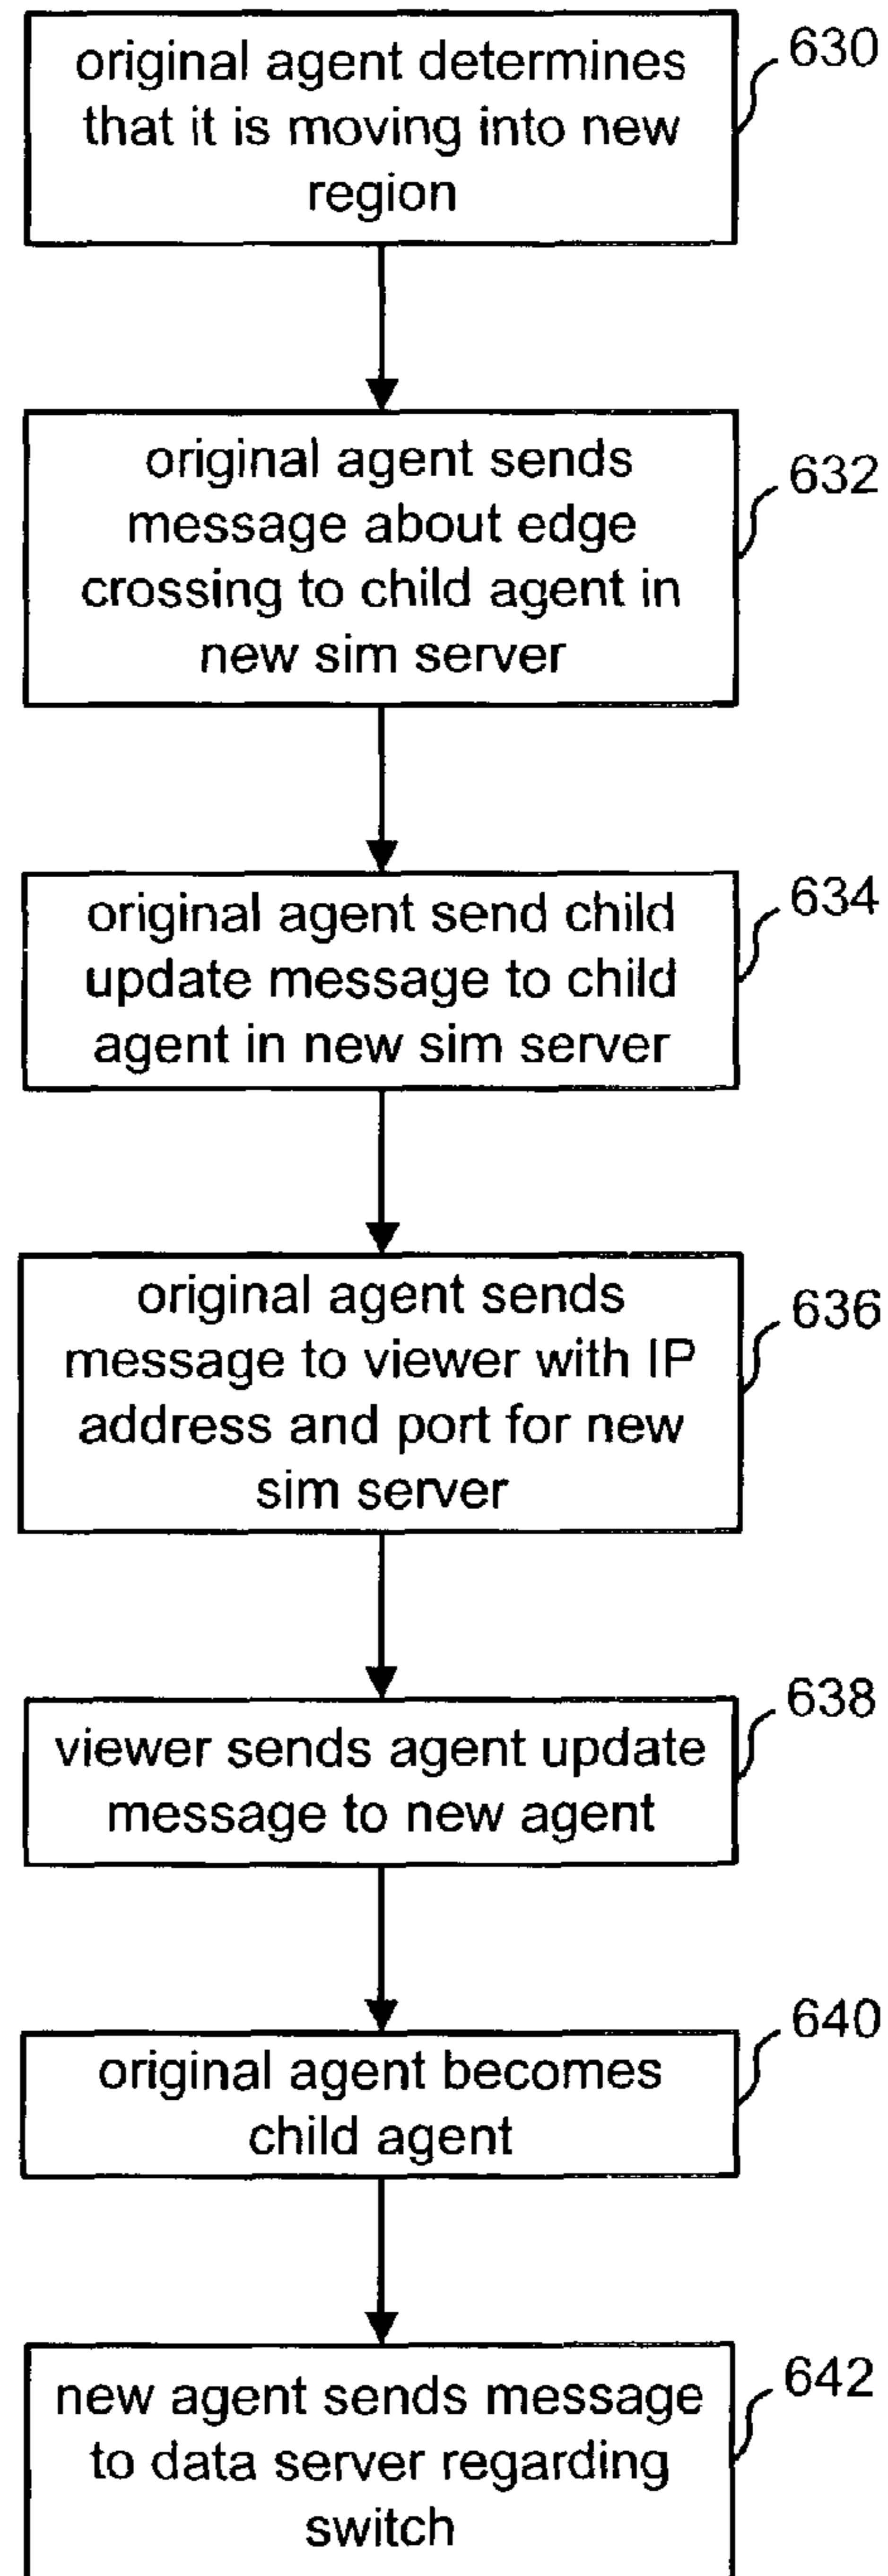 original agent determines
that it is moving into new
region
630
original agent sends
message about edge
crossing to child agent in
new sim server
632
original agent send child
update message to child
agent in new sim server
634
original agent sends
message to viewer with IP
address and port for new
sim server
636
viewer sends agent update
message to new agent
638
original agent becomes
child agent
640
new agent sends message
to data server regarding
switch
642